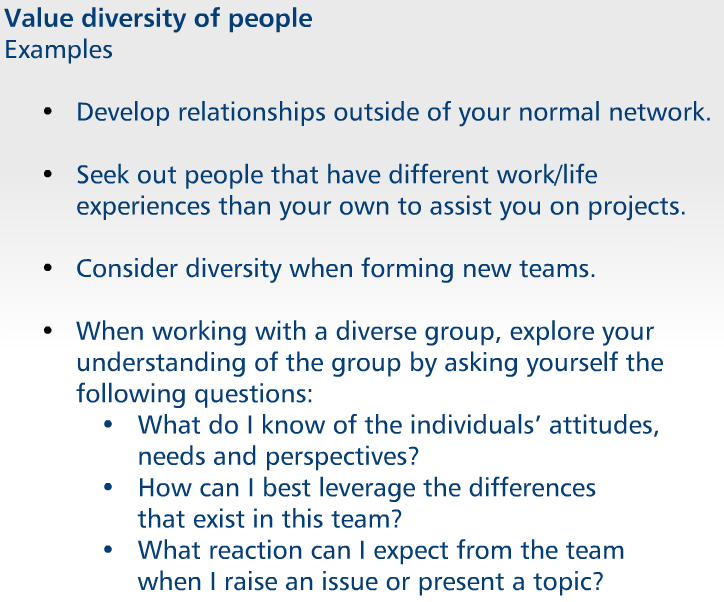 Value diversity of people
Examples
• Develop relationships outside of your normal network.
• Seek out people that have different work/life
experiences than your own to assist you on projects.
• Consider diversity when forming new teams.
• When working with a diverse group, explore your
understanding of the group by asking yourself the
following questions:
• What do I know of the individuals’ attitudes,
needs and perspectives?
• How can I best leverage the differences
that exist in this team?
• What reaction can I expect from the team
when I raise an issue or present a topic?